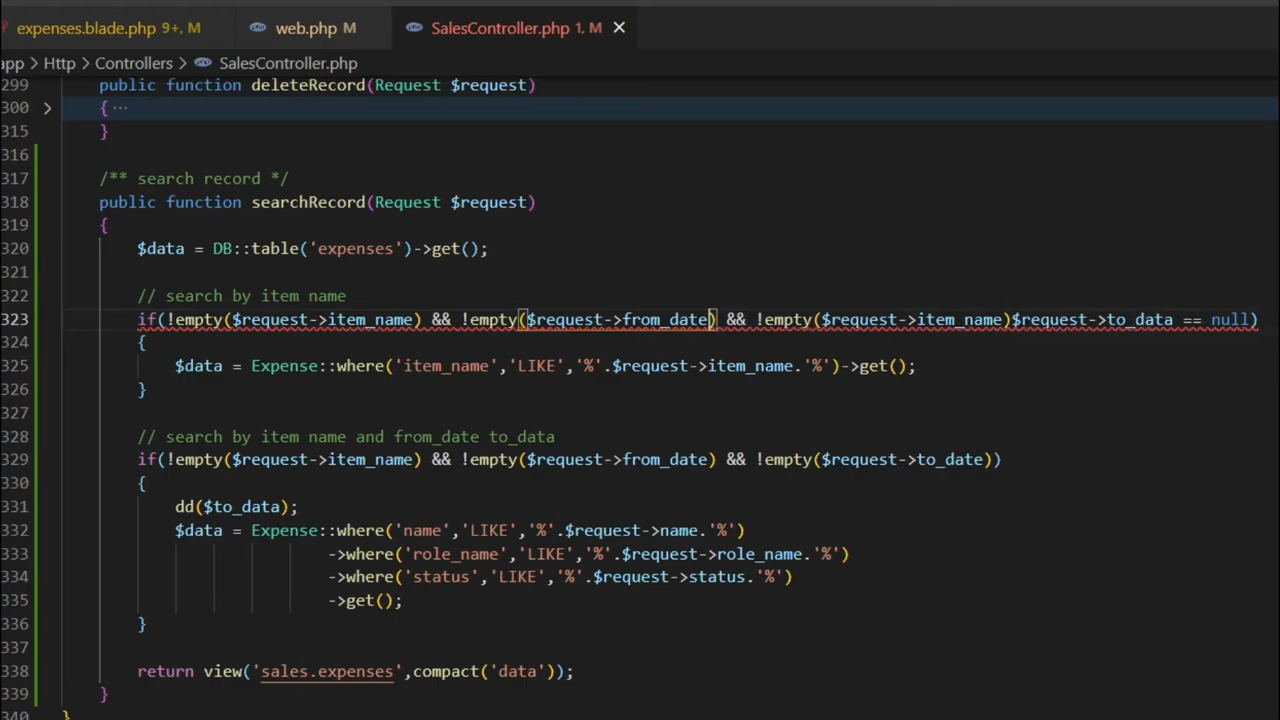 expenses.blade.php 9+, M web.php M SalesController.php 1, M ✕
app > Http > Controllers > SalesController.php
299 public function deleteRecord(Request $request)
300 > { ···
315 }
316
317 /** search record */
318 public function searchRecord(Request $request)
319 {
320 $data = DB::table('expenses')->get();
321
322 // search by item name
323 if(!empty($request->item_name) && !empty($request->from_date) && !empty($request->item_name)$request->to_data == null)
324 {
325 $data = Expense::where('item_name','LIKE','%'.$request->item_name.'%')->get();
326 }
327
328 // search by item name and from_date to_data
329 if(!empty($request->item_name) && !empty($request->from_date) && !empty($request->to_date))
330 {
331 dd($to_data);
332 $data = Expense::where('name','LIKE','%'.$request->name.'%')
333 ->where('role_name','LIKE','%'.$request->role_name.'%')
334 ->where('status','LIKE','%'.$request->status.'%')
335 ->get();
336 }
337
338 return view('sales.expenses',compact('data'));
339 }
340 }